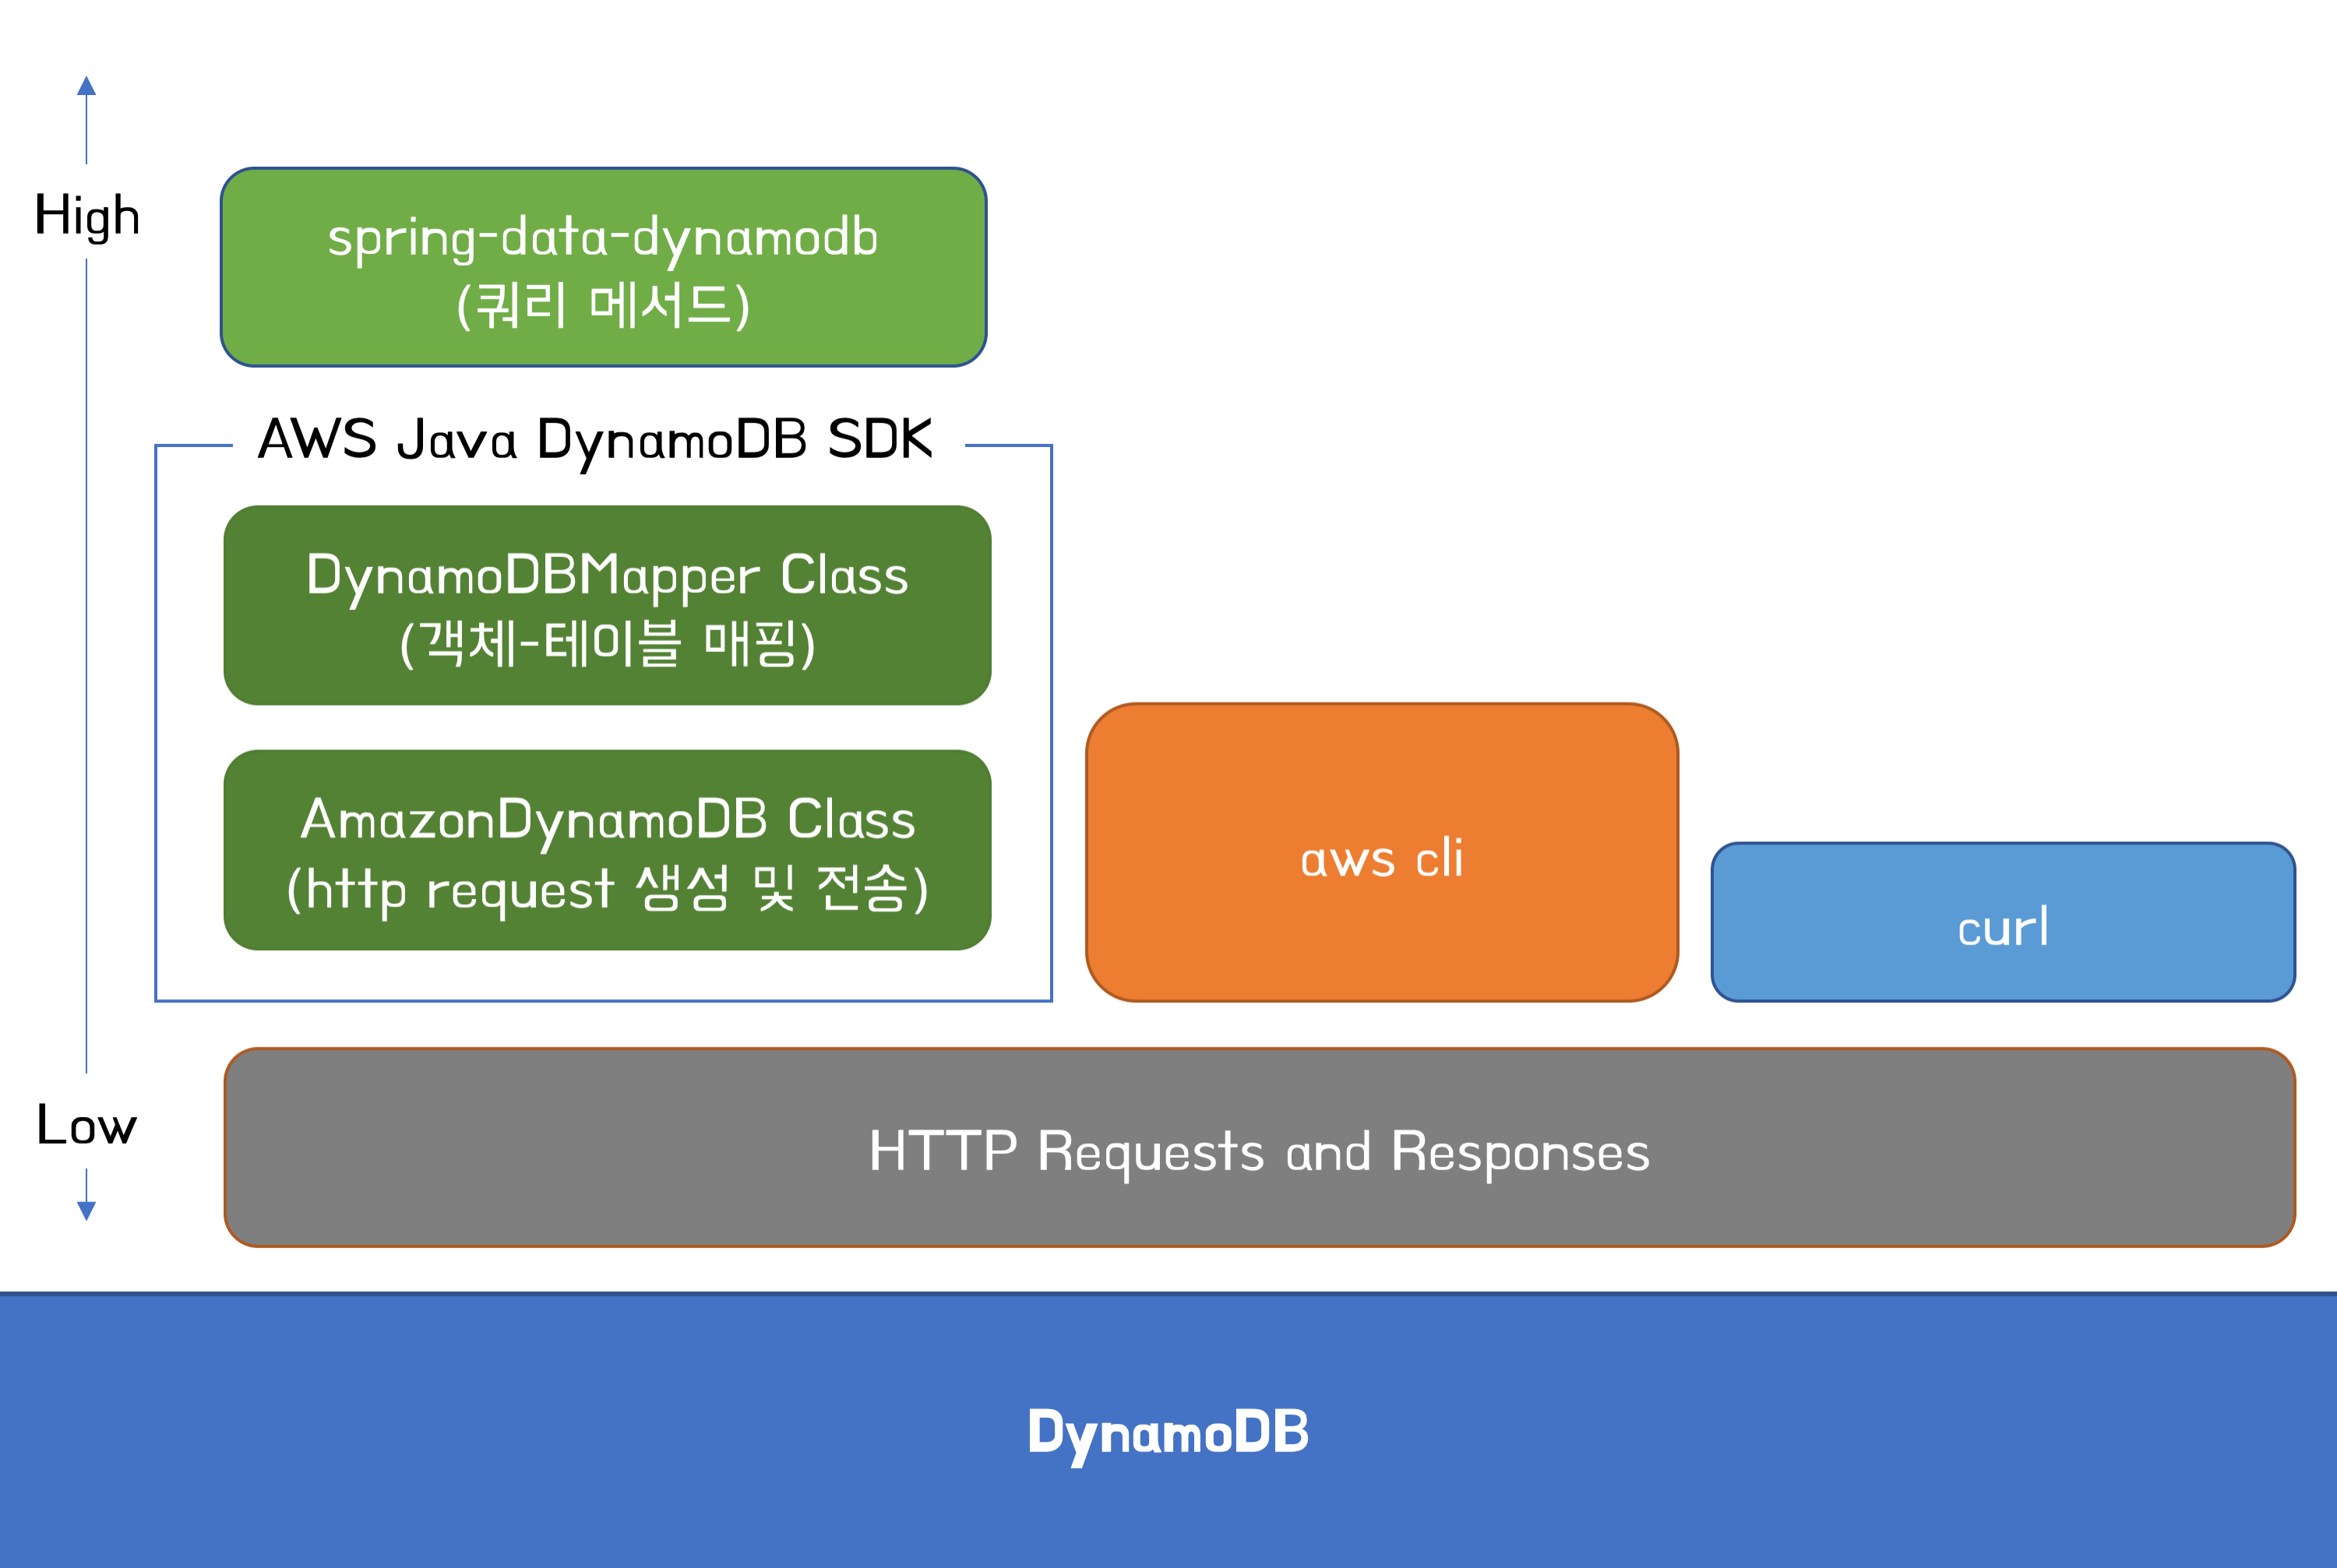 High
spring-data-dynamodb
(쿼리 메서드)
AWS Java DynamoDB SDK
DynamoDBMapper Class
(객체-테이블 매핑)
AmazonDynamoDB Class
(http request 생성 및 전송)
aws cli
curl
Low
HTTP Requests and Responses
DynamoDB